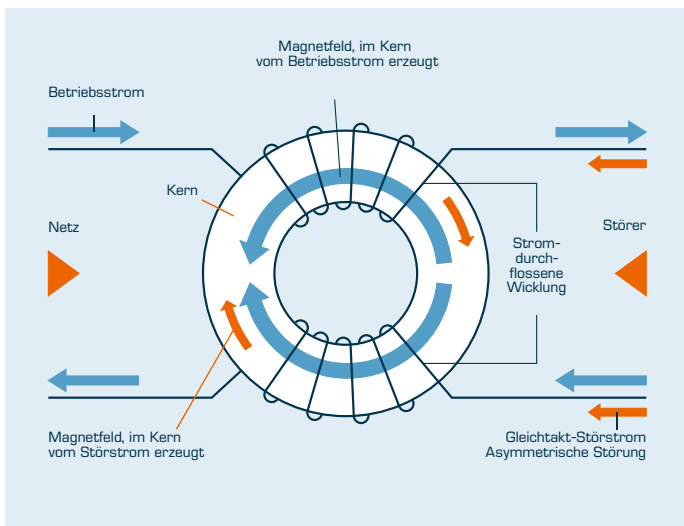 Magnetfeld, im Kern
vom Betriebsstrom erzeugt
Betriebsstrom
Kern
Netz
Störer
Strom-
durch-
flossene
Wicklung
Magnetfeld, im Kern
vom Störstrom erzeugt
Gleichtakt-Störstrom
Asymmetrische Störung